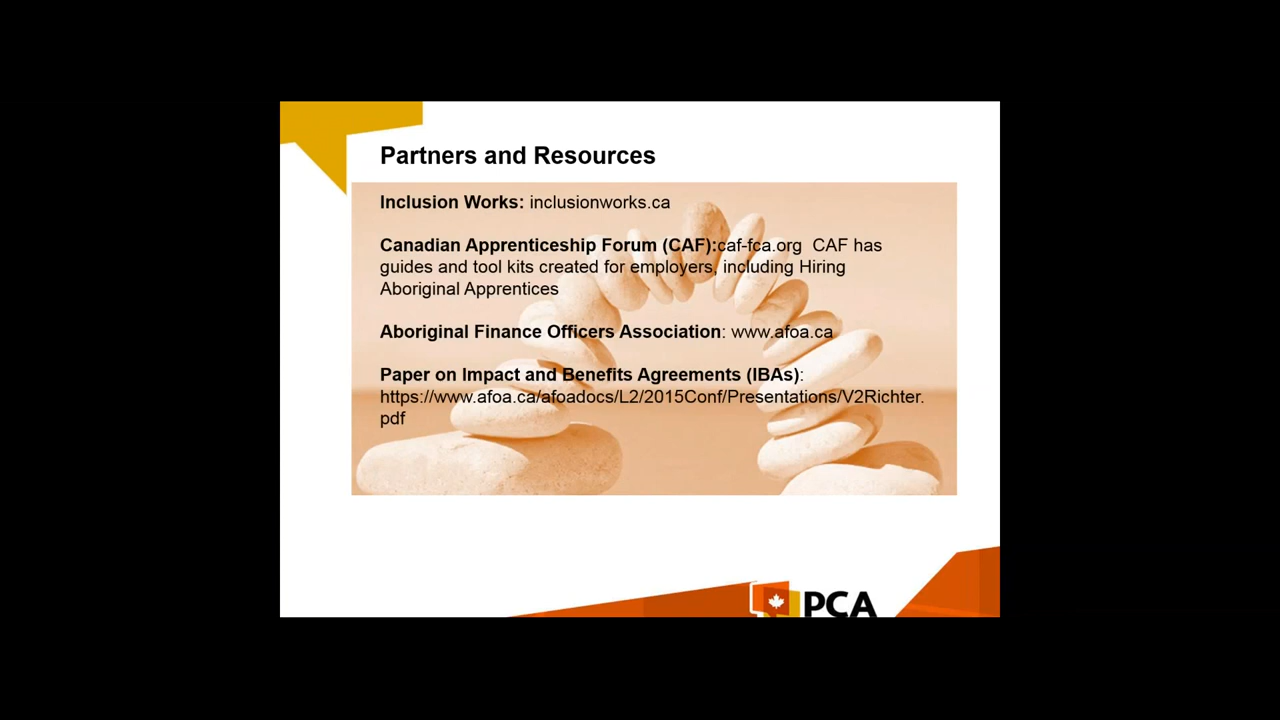 Partners and Resources
Inclusion Works: inclusionworks.ca
Canadian Apprenticeship Forum (CAF):caf-fca.org  CAF has
guides and tool kits created for employers, including Hiring
Aboriginal Apprentices
Aboriginal Finance Officers Association: www.afoa.ca
Paper on Impact and Benefits Agreements (IBAs):
https://www.afoa.ca/afoadocs/L2/2015Conf/Presentations/V2Richter.
pdf
PCA